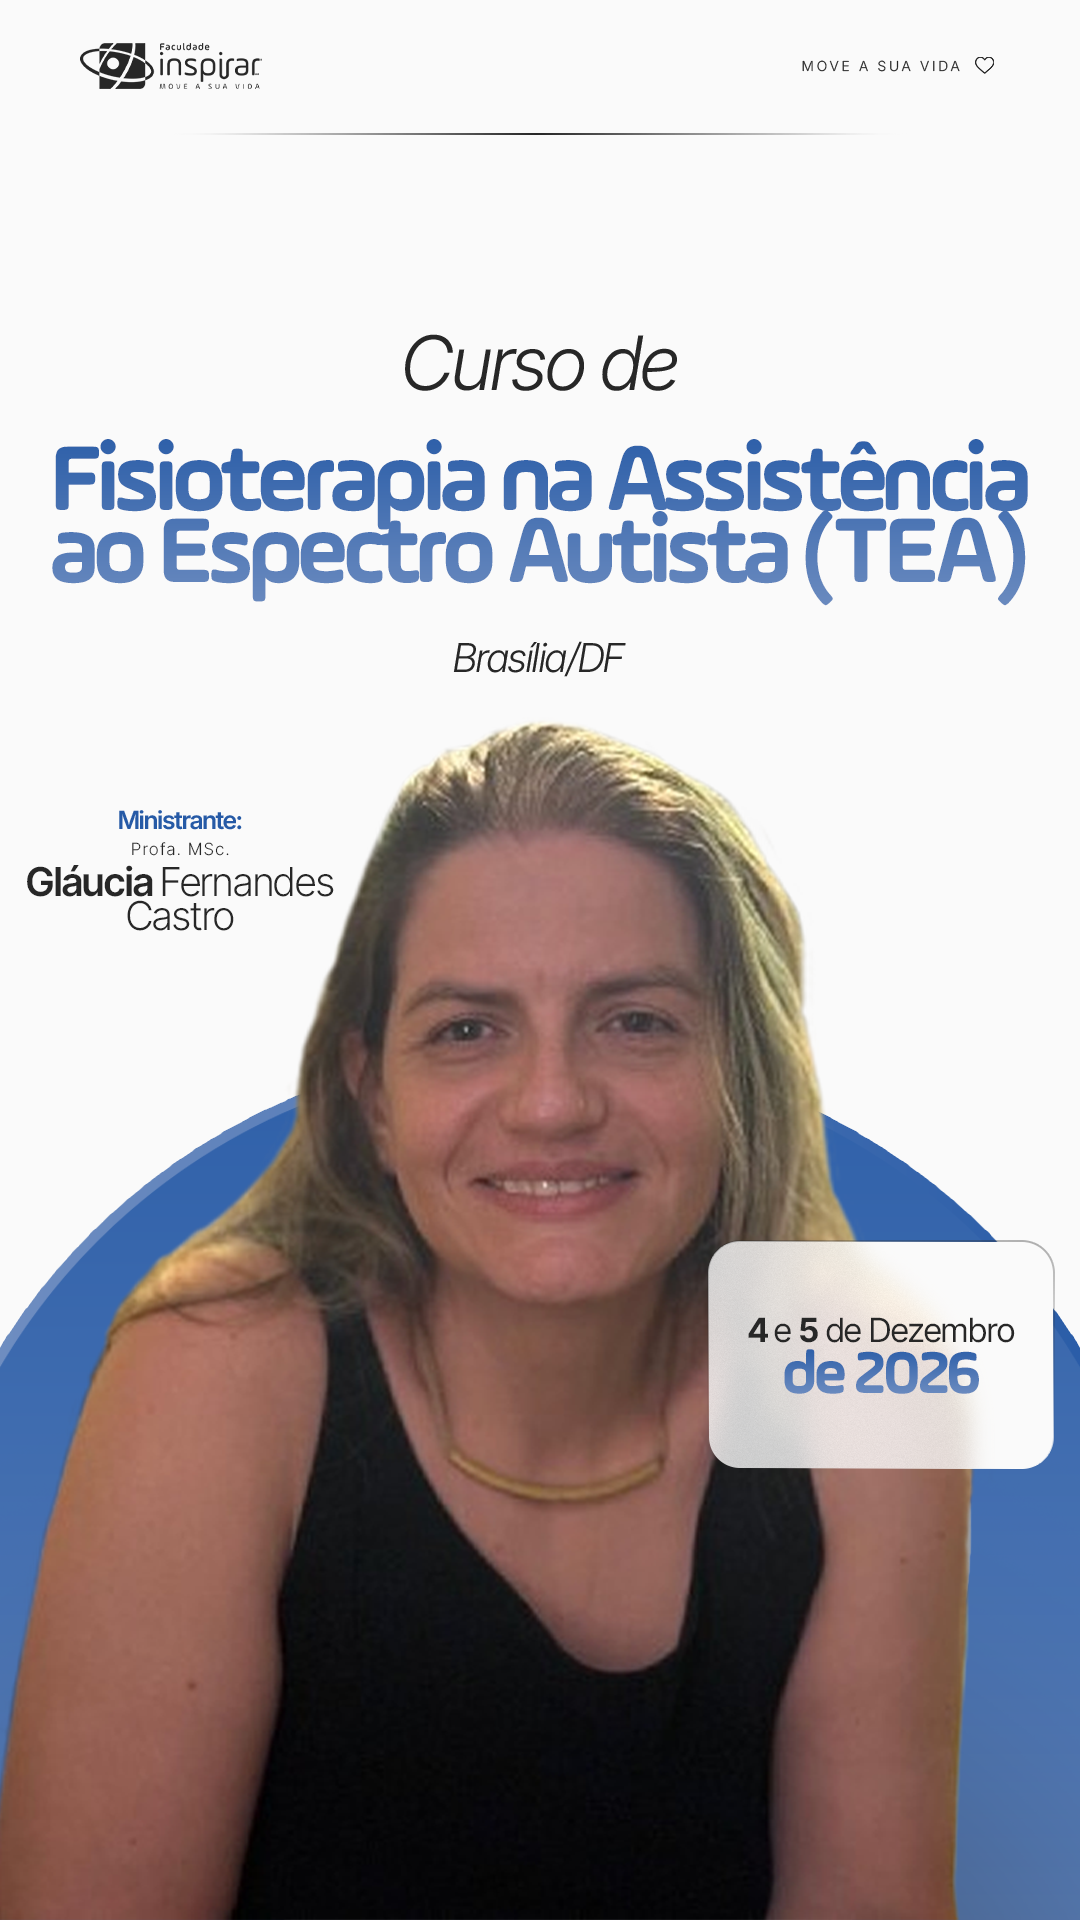 Faculdade
inspirar
MOVE A SUA VIDA
MOVE A SUA VIDA
Curso de
Fisioterapia na Assistência
ao Espectro Autista (TEA)
Brasília/DF
Ministrante:
Profa. MSc.
Gláucia Fernandes
Castro
4 e 5 de Dezembro
de 2026